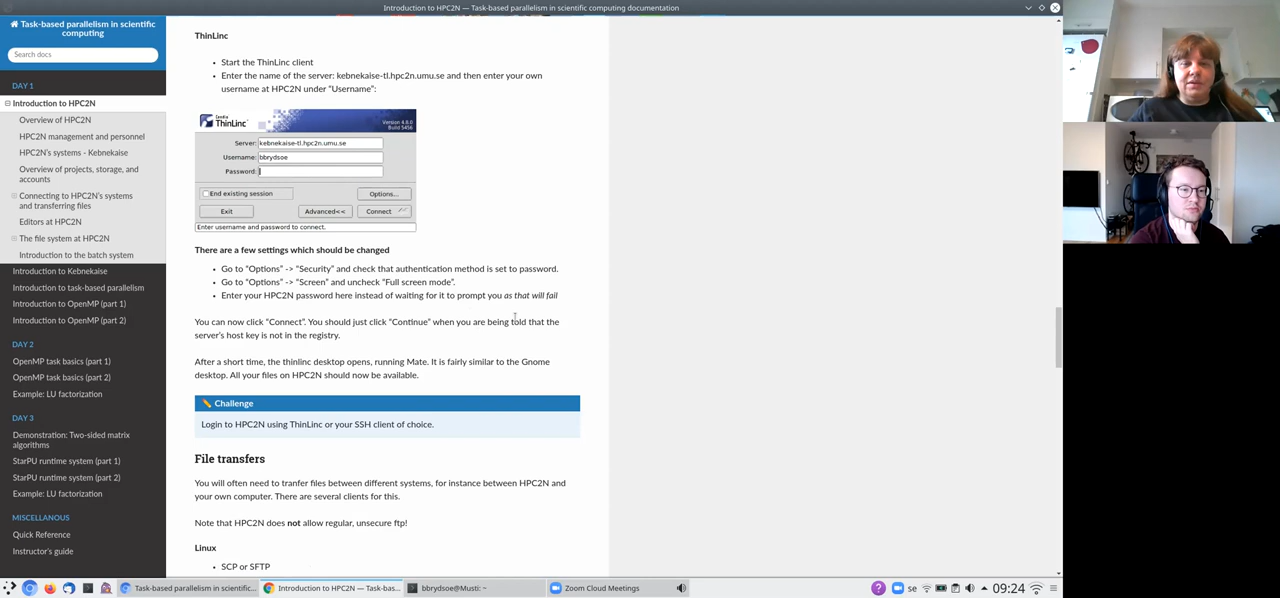 Introduction to HPC2N — Task-based parallelism in scientific computing documentation
Task-based parallelism in scientific
computing
Search docs
DAY 1
Introduction to HPC2N
Overview of HPC2N
HPC2N management and personnel
HPC2N's systems - Kebnekaise
Overview of projects, storage, and
accounts
Connecting to HPC2N's systems
and transferring files
Editors at HPC2N
The file system at HPC2N
Introduction to the batch system
Introduction to Kebnekaise
Introduction to task-based parallelism
Introduction to OpenMP (part 1)
Introduction to OpenMP (part 2)
DAY 2
OpenMP task basics (part 1)
OpenMP task basics (part 2)
Example: LU factorization
DAY 3
Demonstration: Two-sided matrix
algorithms
StarPU runtime system (part 1)
StarPU runtime system (part 2)
Example: LU factorization
MISCELLANEOUS
Quick Reference
Instructor's guide
ThinLinc
• Start the ThinLinc client
• Enter the name of the server: kebnekaise-tl.hpc2n.umu.se and then enter your own
username at HPC2N under “Username”:
Cendio
ThinLinc
Version 4.8.0
Build 5456
Server: kebnekaise-tl.hpc2n.umu.se
Username: bbrydsoe
Password:
End existing session
Options...
Exit
Advanced<<
Connect
Enter username and password to connect.
There are a few settings which should be changed
• Go to “Options” -> “Security” and check that authentication method is set to password.
• Go to “Options” -> “Screen” and uncheck “Full screen mode”.
• Enter your HPC2N password here instead of waiting for it to prompt you as that will fail
You can now click “Connect”. You should just click “Continue” when you are being told that the
server's host key is not in the registry.
After a short time, the thinlinc desktop opens, running Mate. It is fairly similar to the Gnome
desktop. All your files on HPC2N should now be available.
Challenge
Login to HPC2N using ThinLinc or your SSH client of choice.
File transfers
You will often need to tranfer files between different systems, for instance between HPC2N and
your own computer. There are several clients for this.
Note that HPC2N does not allow regular, unsecure ftp!
Linux
• SCP or SFTP
Task-based parallelism in scientific...
Introduction to HPC2N — Task-bas...
bbrydsoe@Musti: ~
Zoom Cloud Meetings
se
09:24